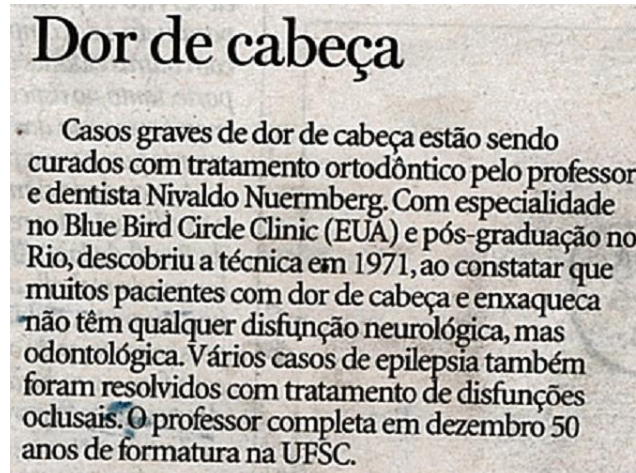 Dor de cabeça
Casos graves de dor de cabeça estão sendo
curados com tratamento ortodôntico pelo professor
e dentista Nivaldo Nuermberg. Com especialidade
no Blue Bird Circle Clinic (EUA) e pós-graduação no
Rio, descobriu a técnica em 1971, ao constatar que
muitos pacientes com dor de cabeça e enxaqueca
não têm qualquer disfunção neurológica, mas
odontológica. Vários casos de epilepsia também
foram resolvidos com tratamento de disfunções
oclusais. O professor completa em dezembro 50
anos de formatura na UFSC.